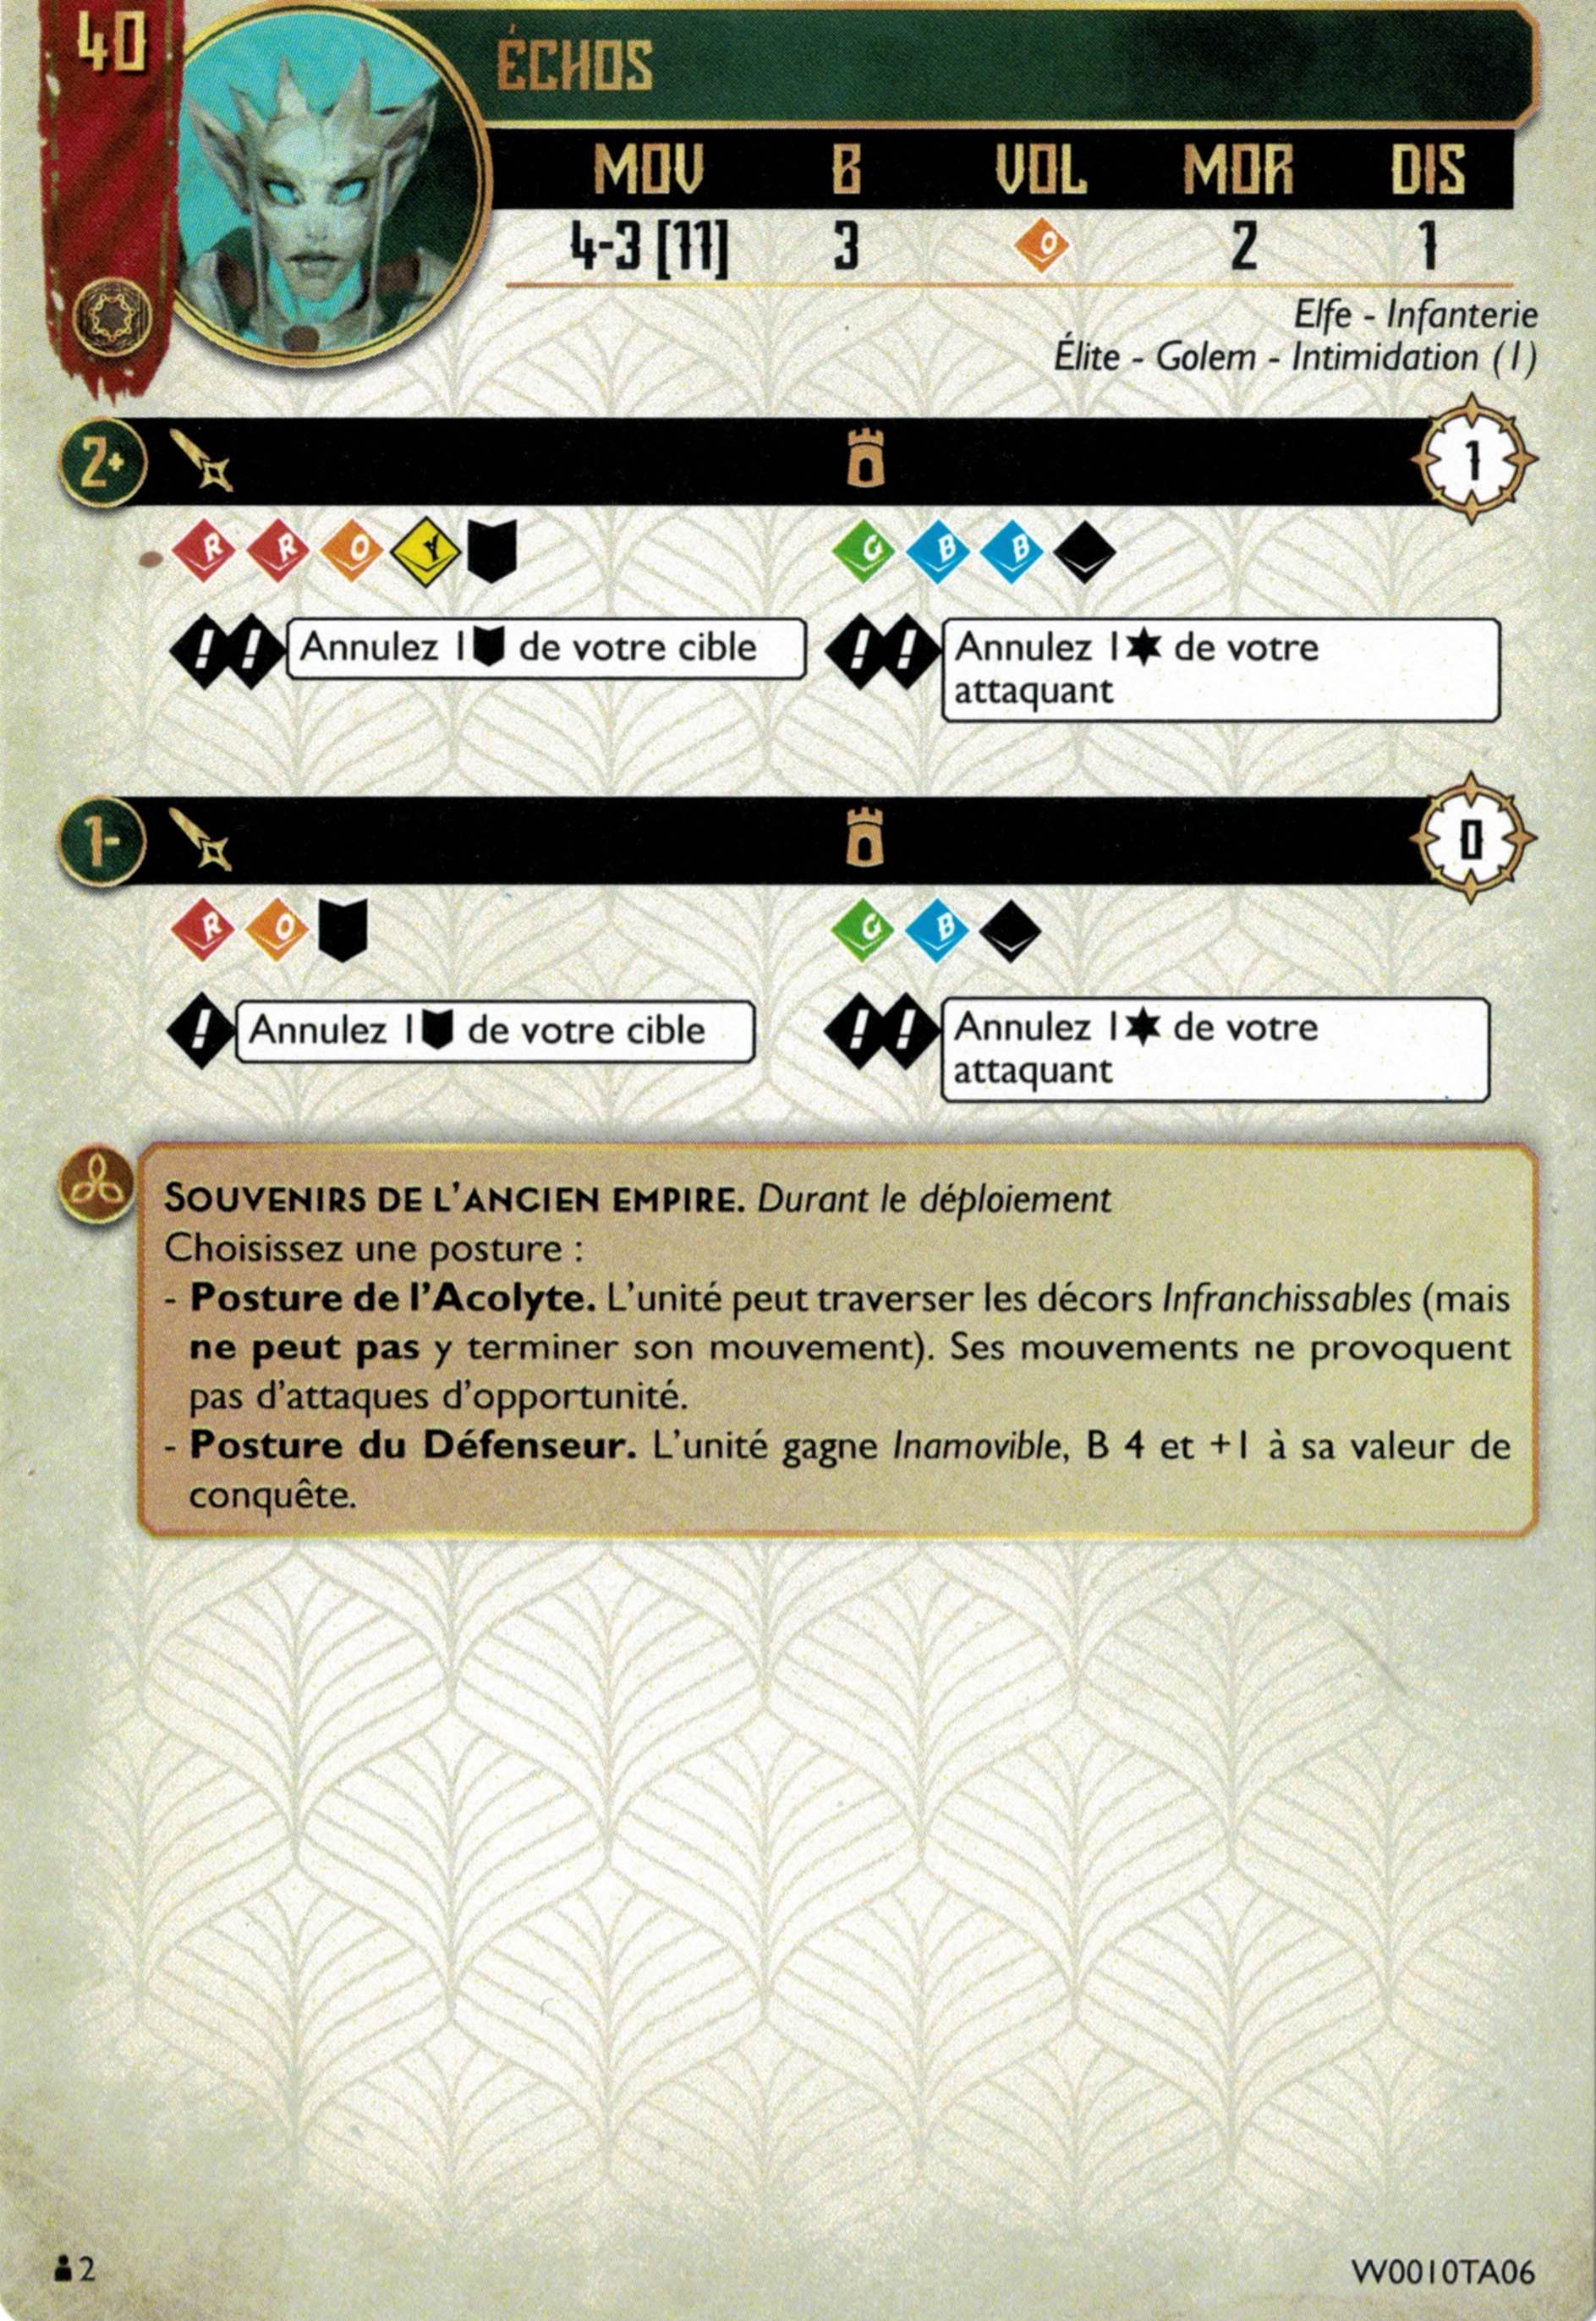 40
ÉCHOS
MOV B VOL MOR DIS
4-3 [11] 3 O 2 1
Elfe - Infanterie
Élite - Golem - Intimidation (1)
2+ 1
R R O Y G B B
!! Annulez 1 de votre cible !! Annulez 1 de votre
attaquant
1- 0
R O G B
! Annulez 1 de votre cible !! Annulez 1 de votre
attaquant
SOUVENIRS DE L'ANCIEN EMPIRE. Durant le déploiement
Choisissez une posture :
- Posture de l'Acolyte. L'unité peut traverser les décors Infranchissables (mais
ne peut pas y terminer son mouvement). Ses mouvements ne provoquent
pas d'attaques d'opportunité.
- Posture du Défenseur. L'unité gagne Inamovible, B 4 et +1 à sa valeur de
conquête.
2 W0010TA06